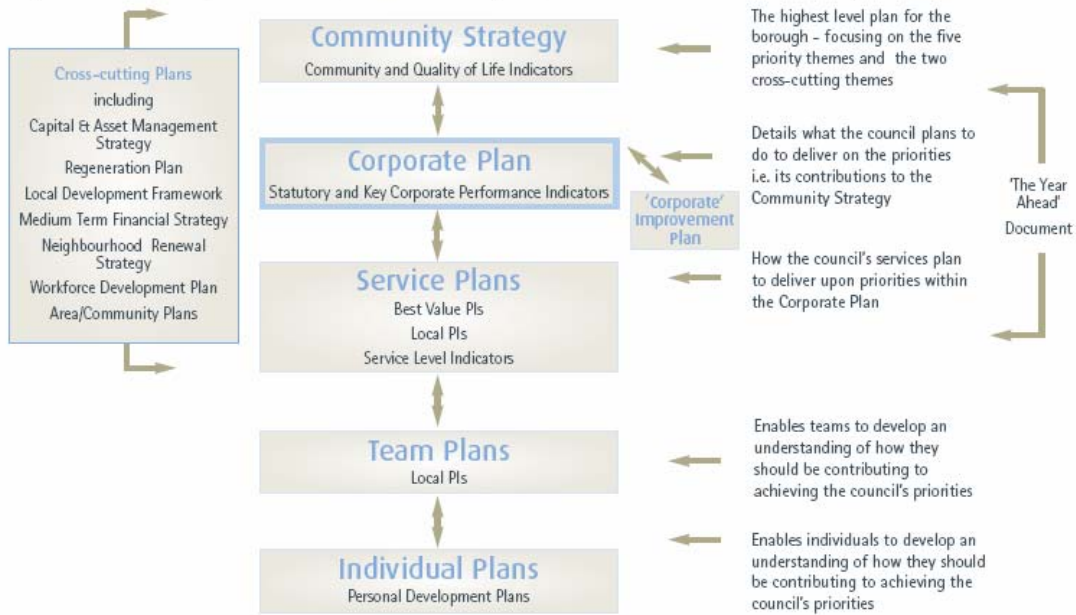 Cross-cutting Plans
including
Capital & Asset Management
Strategy
Regeneration Plan
Local Development Framework
Medium Term Financial Strategy
Neighbourhood Renewal
Strategy
Workforce Development Plan
Area/Community Plans
Community Strategy
Community and Quality of Life Indicators
The highest level plan for the
borough - focusing on the five
priority themes and the two
cross-cutting themes
Corporate Plan
Statutory and Key Corporate Performance Indicators
'Corporate'
Improvement
Plan
Details what the council plans to
do to deliver on the priorities
i.e. its contributions to the
Community Strategy
'The Year
Ahead'
Document
Service Plans
Best Value PIs
Local PIs
Service Level Indicators
How the council's services plan
to deliver upon priorities within
the Corporate Plan
Team Plans
Local PIs
Enables teams to develop an
understanding of how they
should be contributing to
achieving the council's priorities
Individual Plans
Personal Development Plans
Enables individuals to develop an
understanding of how they should
be contributing to achieving the
council's priorities